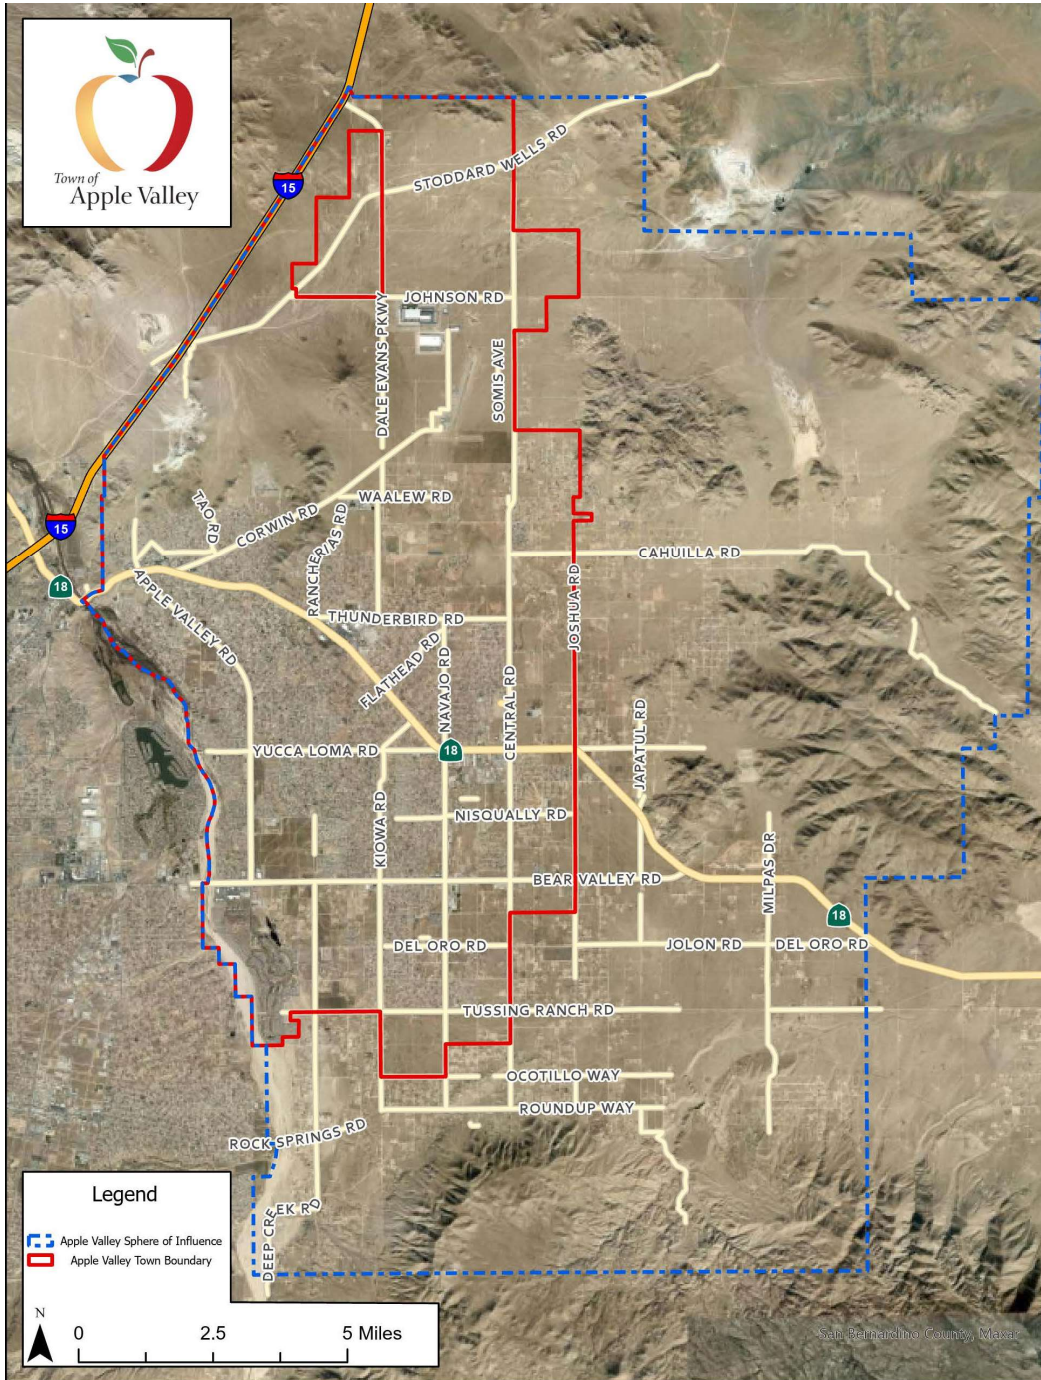 Town of
Apple Valley
15
STODDARD WELLS RD
JOHNSON RD
DALE EVANS PKWY
SOMIS AVE
TAO RD
CORWIN RD
WAALEW RD
RANCHERIAS RD
15
CAHUILLA RD
18
APPLE VALLEY RD
THUNDERBIRD RD
JOSHUA RD
FLATHEAD RD
NAVAJO RD
CENTRAL RD
JAPATUL RD
YUCCA LOMA RD
18
KIOWA RD
NISQUALLY RD
MILPAS DR
BEAR VALLEY RD
18
DEL ORO RD
JOLON RD
DEL ORO RD
TUSSING RANCH RD
OCOTILLO WAY
ROUNDUP WAY
ROCK SPRINGS RD
DEEP CREEK RD
Legend
Apple Valley Sphere of Influence
Apple Valley Town Boundary
N
0 2.5 5 Miles
San Bernardino County, Maxar